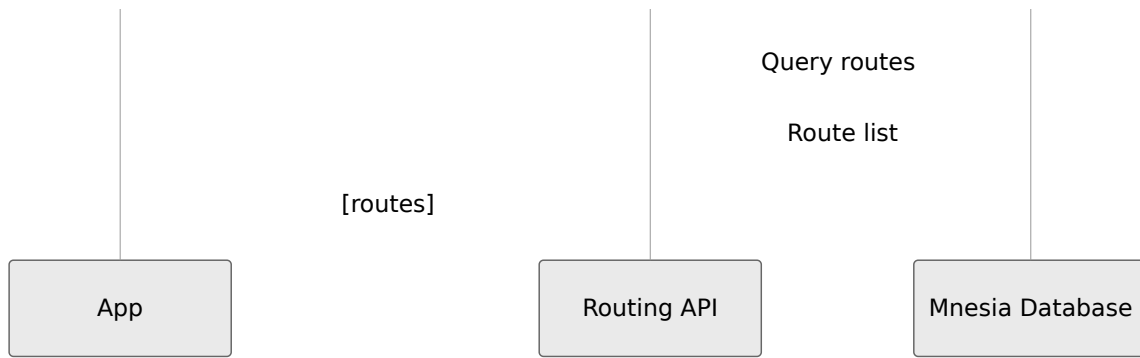 Query routes
Route list
[routes]
App
Routing API
Mnesia Database